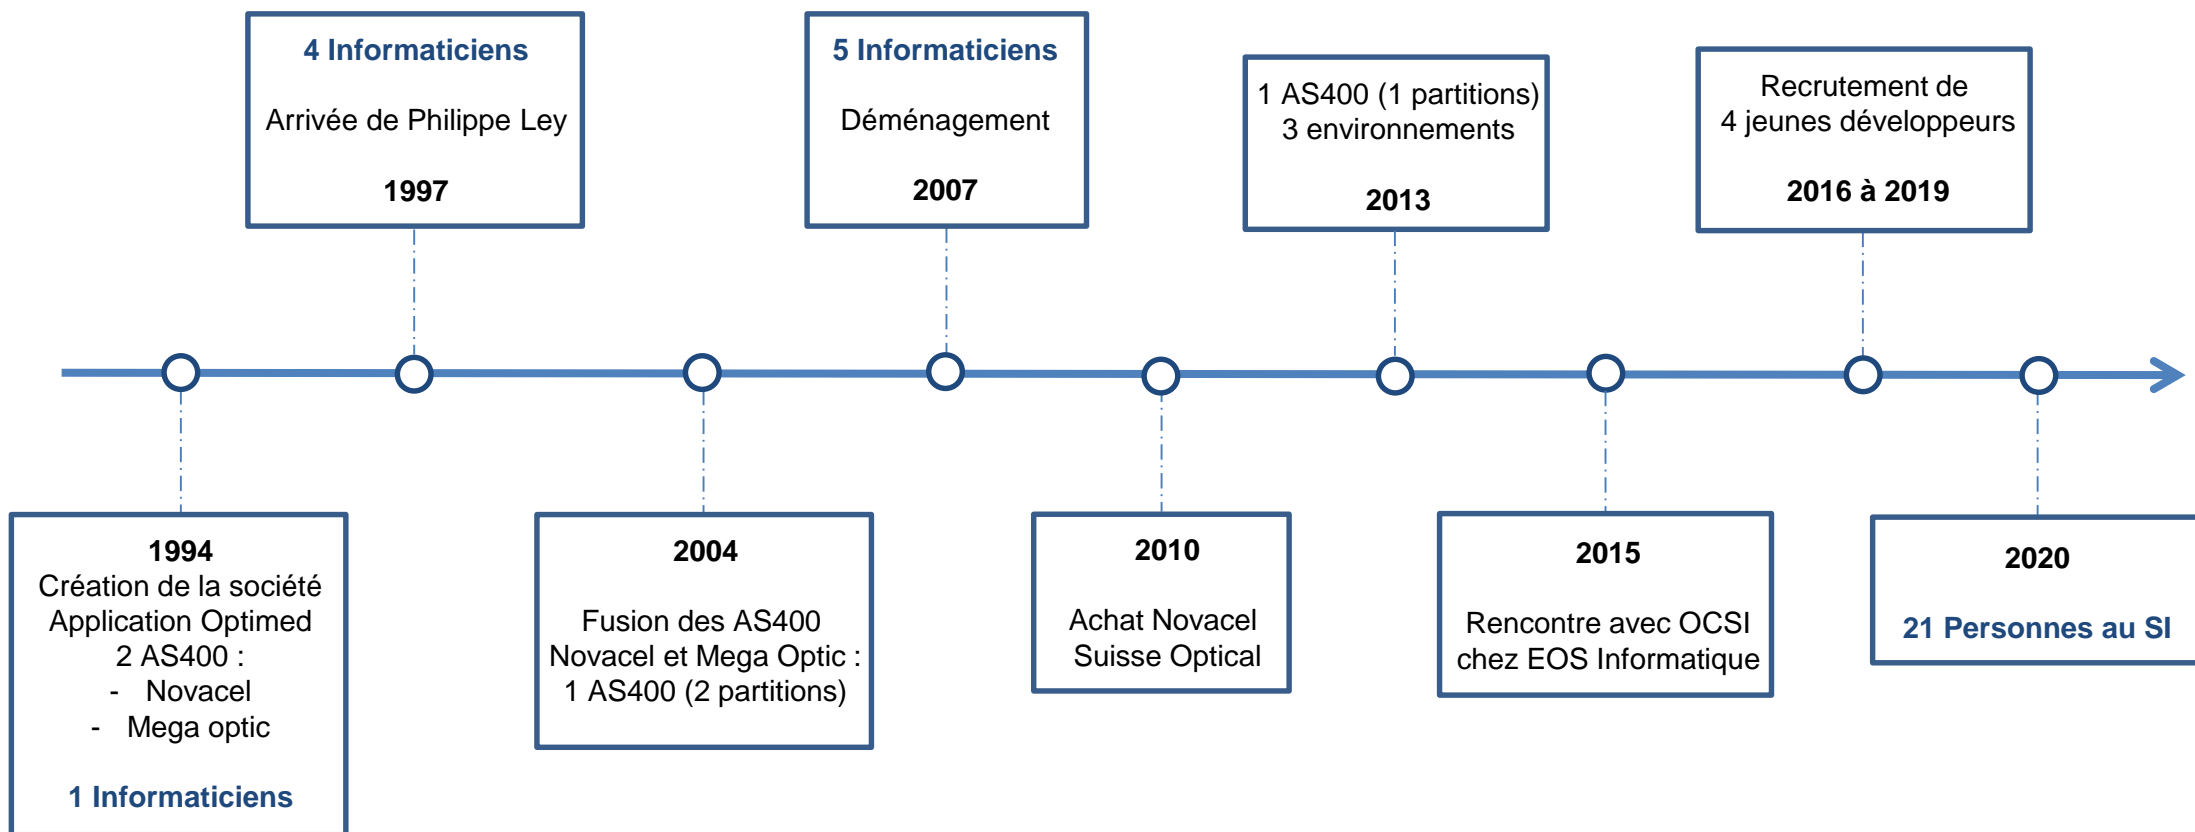 4 Informaticiens
Arrivée de Philippe Ley
1997
5 Informaticiens
Déménagement
2007
1 AS400 (1 partitions)
3 environnements
2013
Recrutement de
4 jeunes développeurs
2016 à 2019
1994
Création de la société
Application Optimed
2 AS400 :
- Novacel
- Mega optic
1 Informaticiens
2004
Fusion des AS400
Novacel et Mega Optic :
1 AS400 (2 partitions)
2010
Achat Novacel
Suisse Optical
2015
Rencontre avec OCSI
chez EOS Informatique
2020
21 Personnes au SI